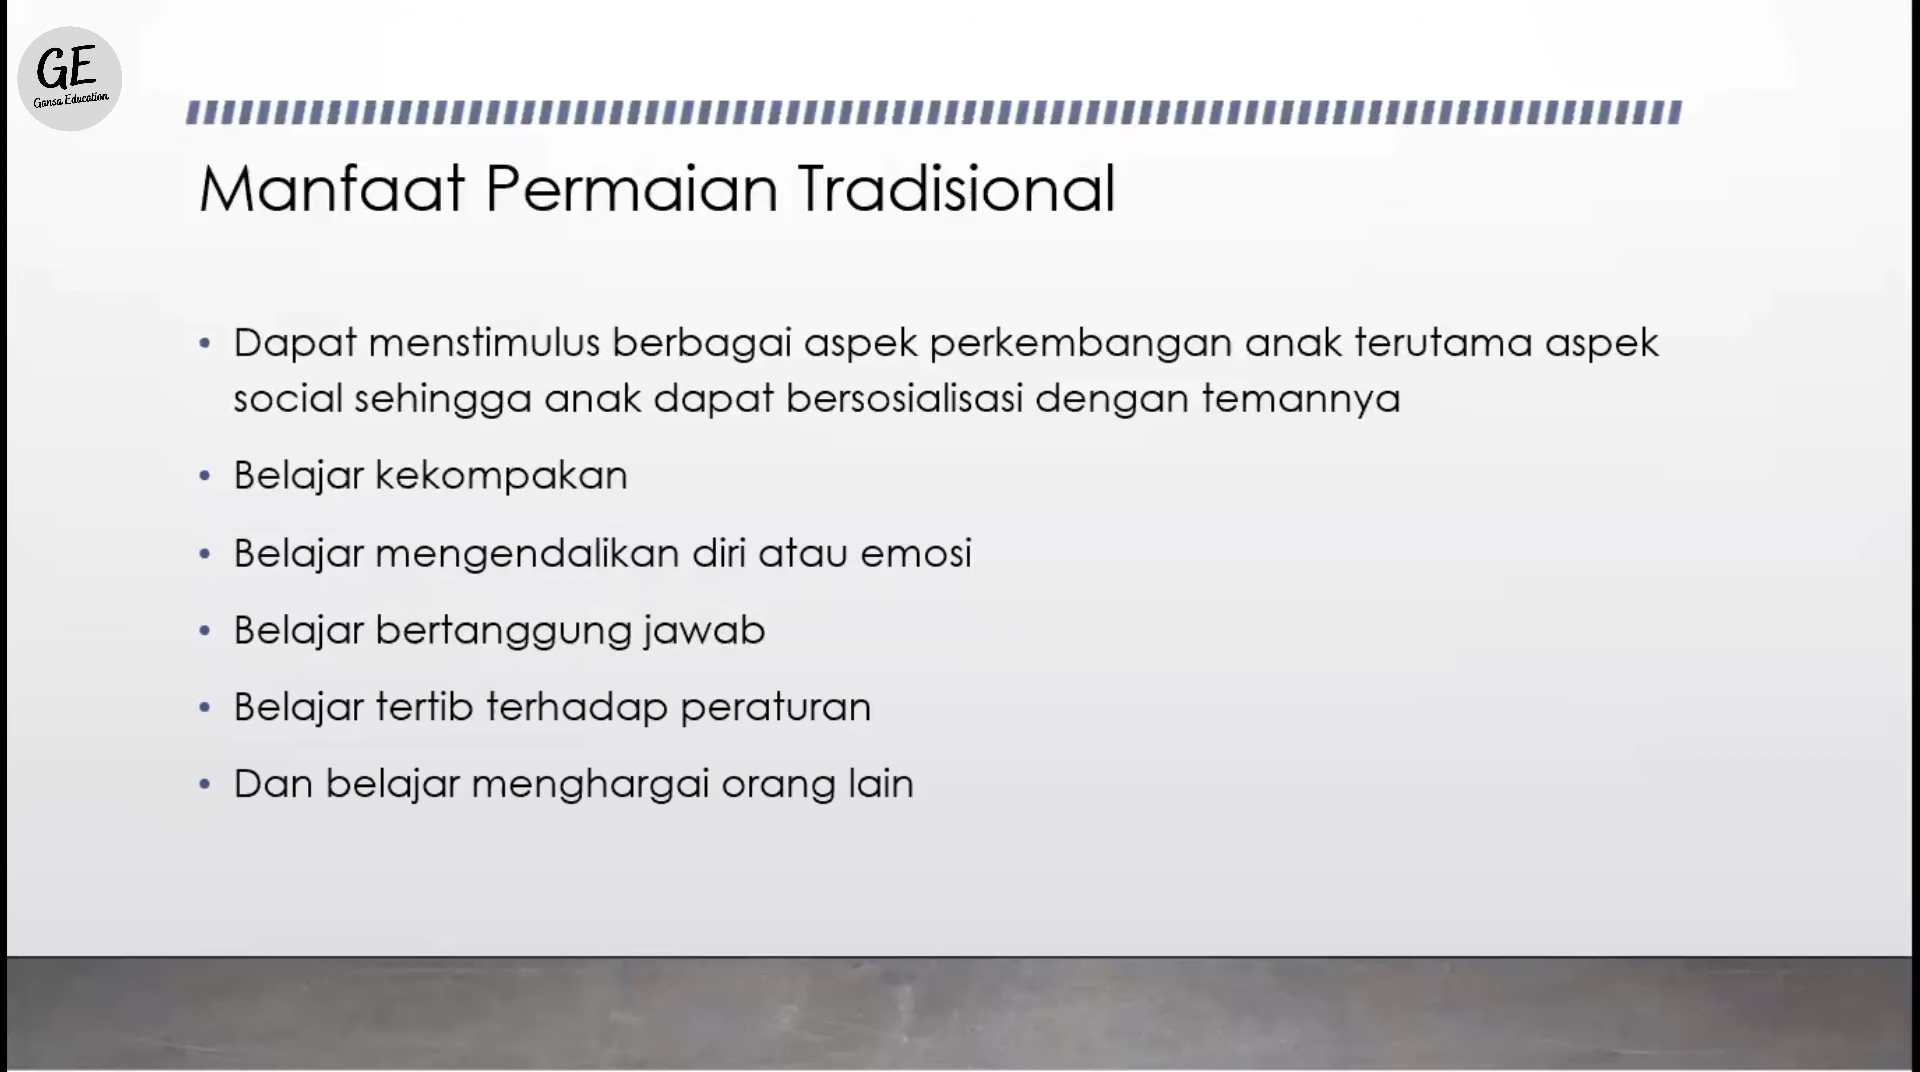 GE
Gansa Education
Manfaat Permaian Tradisional
• Dapat menstimulus berbagai aspek perkembangan anak terutama aspek
social sehingga anak dapat bersosialisasi dengan temannya
• Belajar kekompakan
• Belajar mengendalikan diri atau emosi
• Belajar bertanggung jawab
• Belajar tertib terhadap peraturan
• Dan belajar menghargai orang lain